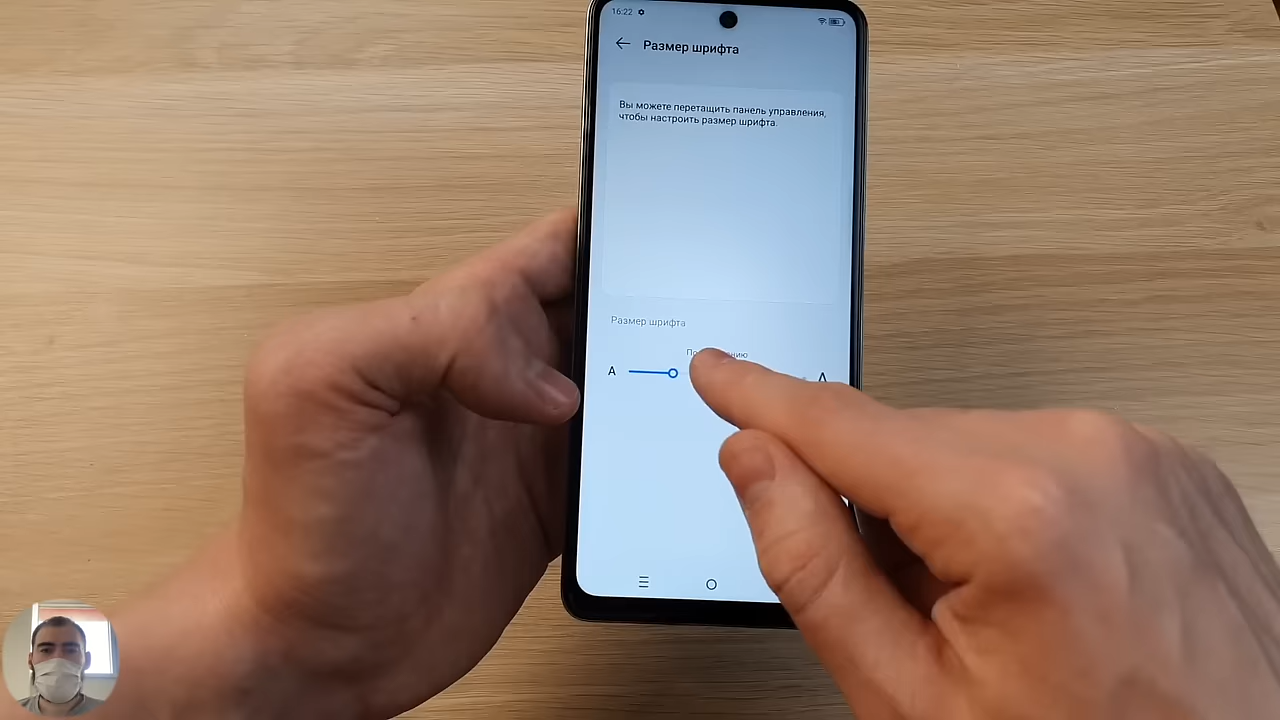 16:22
Размер шрифта
Вы можете перетащить панель управления,
чтобы настроить размер шрифта.
Размер шрифта
A A